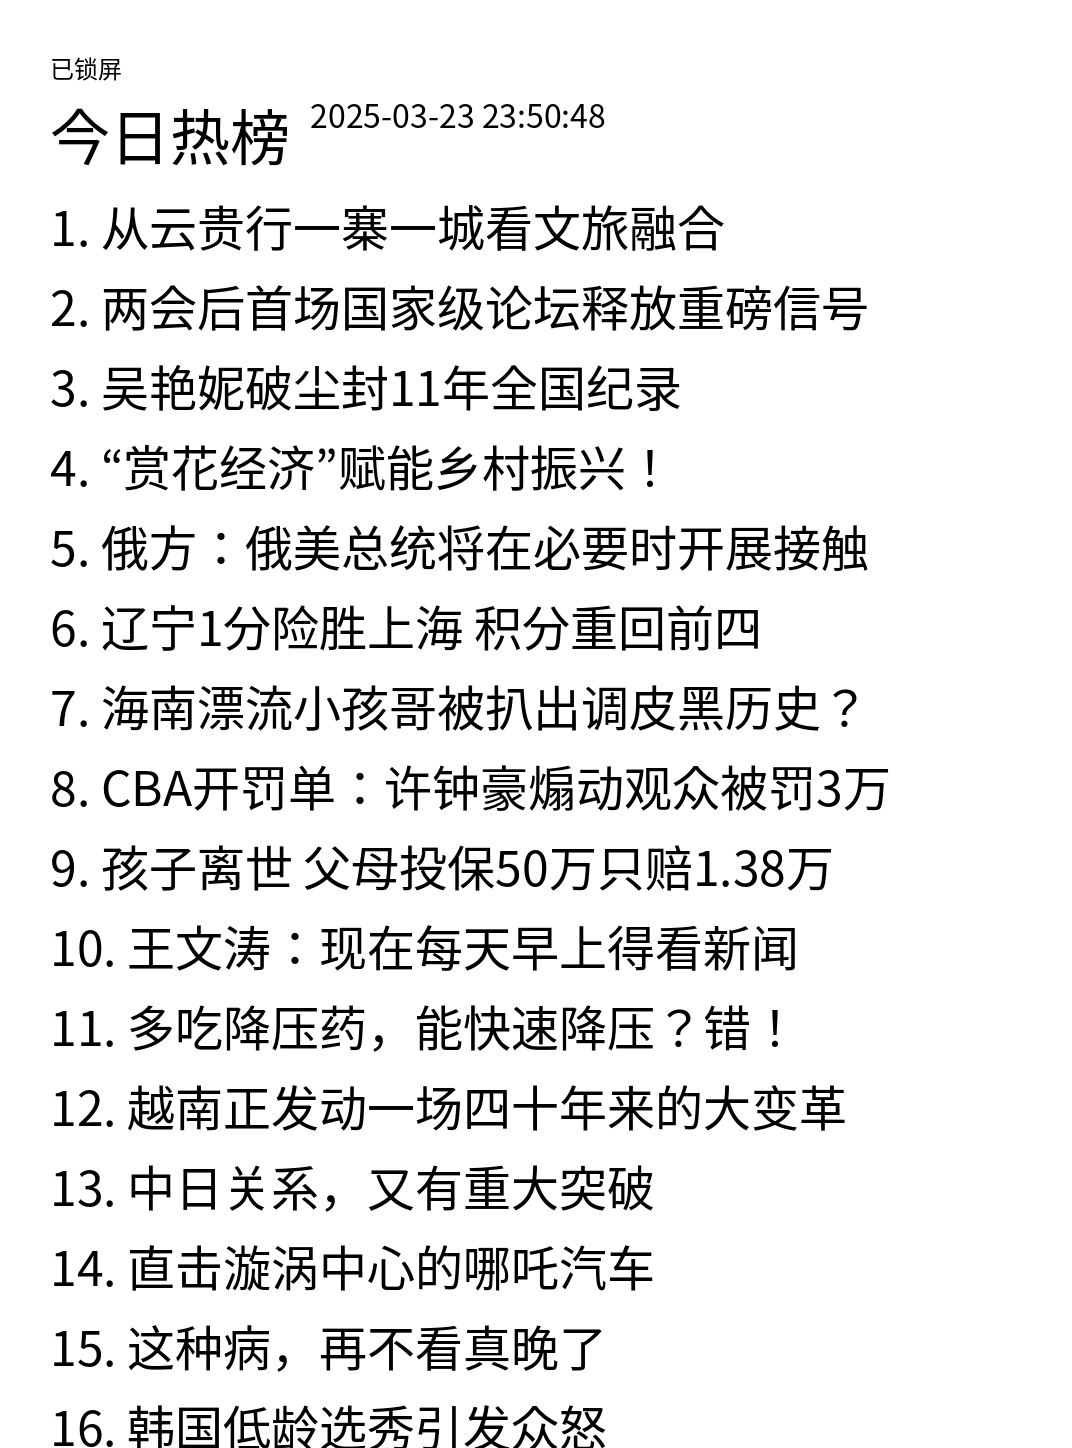 已锁屏
今日热榜 2025-03-23 23:50:48
1. 从云贵行一寨一城看文旅融合
2. 两会后首场国家级论坛释放重磅信号
3. 吴艳妮破尘封11年全国纪录
4. “赏花经济”赋能乡村振兴！
5. 俄方：俄美总统将在必要时开展接触
6. 辽宁1分险胜上海 积分重回前四
7. 海南漂流小孩哥被扒出调皮黑历史？
8. CBA开罚单：许钟豪煽动观众被罚3万
9. 孩子离世 父母投保50万只赔1.38万
10. 王文涛：现在每天早上得看新闻
11. 多吃降压药，能快速降压？错！
12. 越南正发动一场四十年来的大变革
13. 中日关系，又有重大突破
14. 直击漩涡中心的哪吒汽车
15. 这种病，再不看真晚了
16. 韩国低龄选秀引发众怒